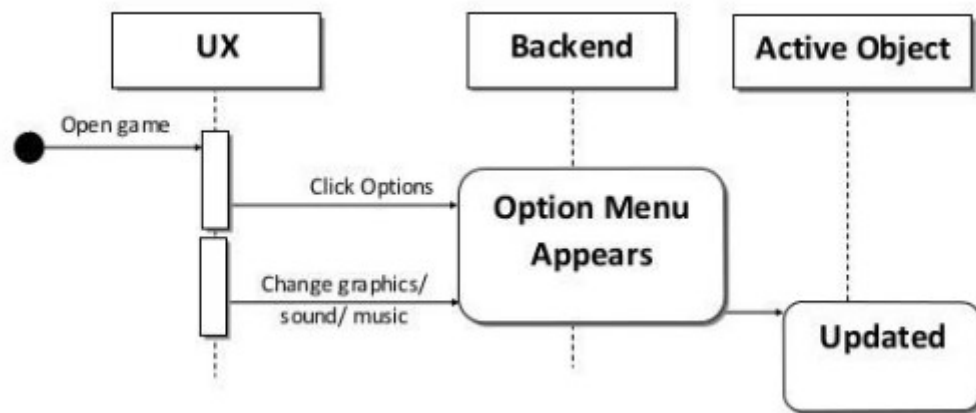 UX
Backend
Active Object
Open game
Click Options
Option Menu
Appears
Change graphics/
sound/ music
Updated